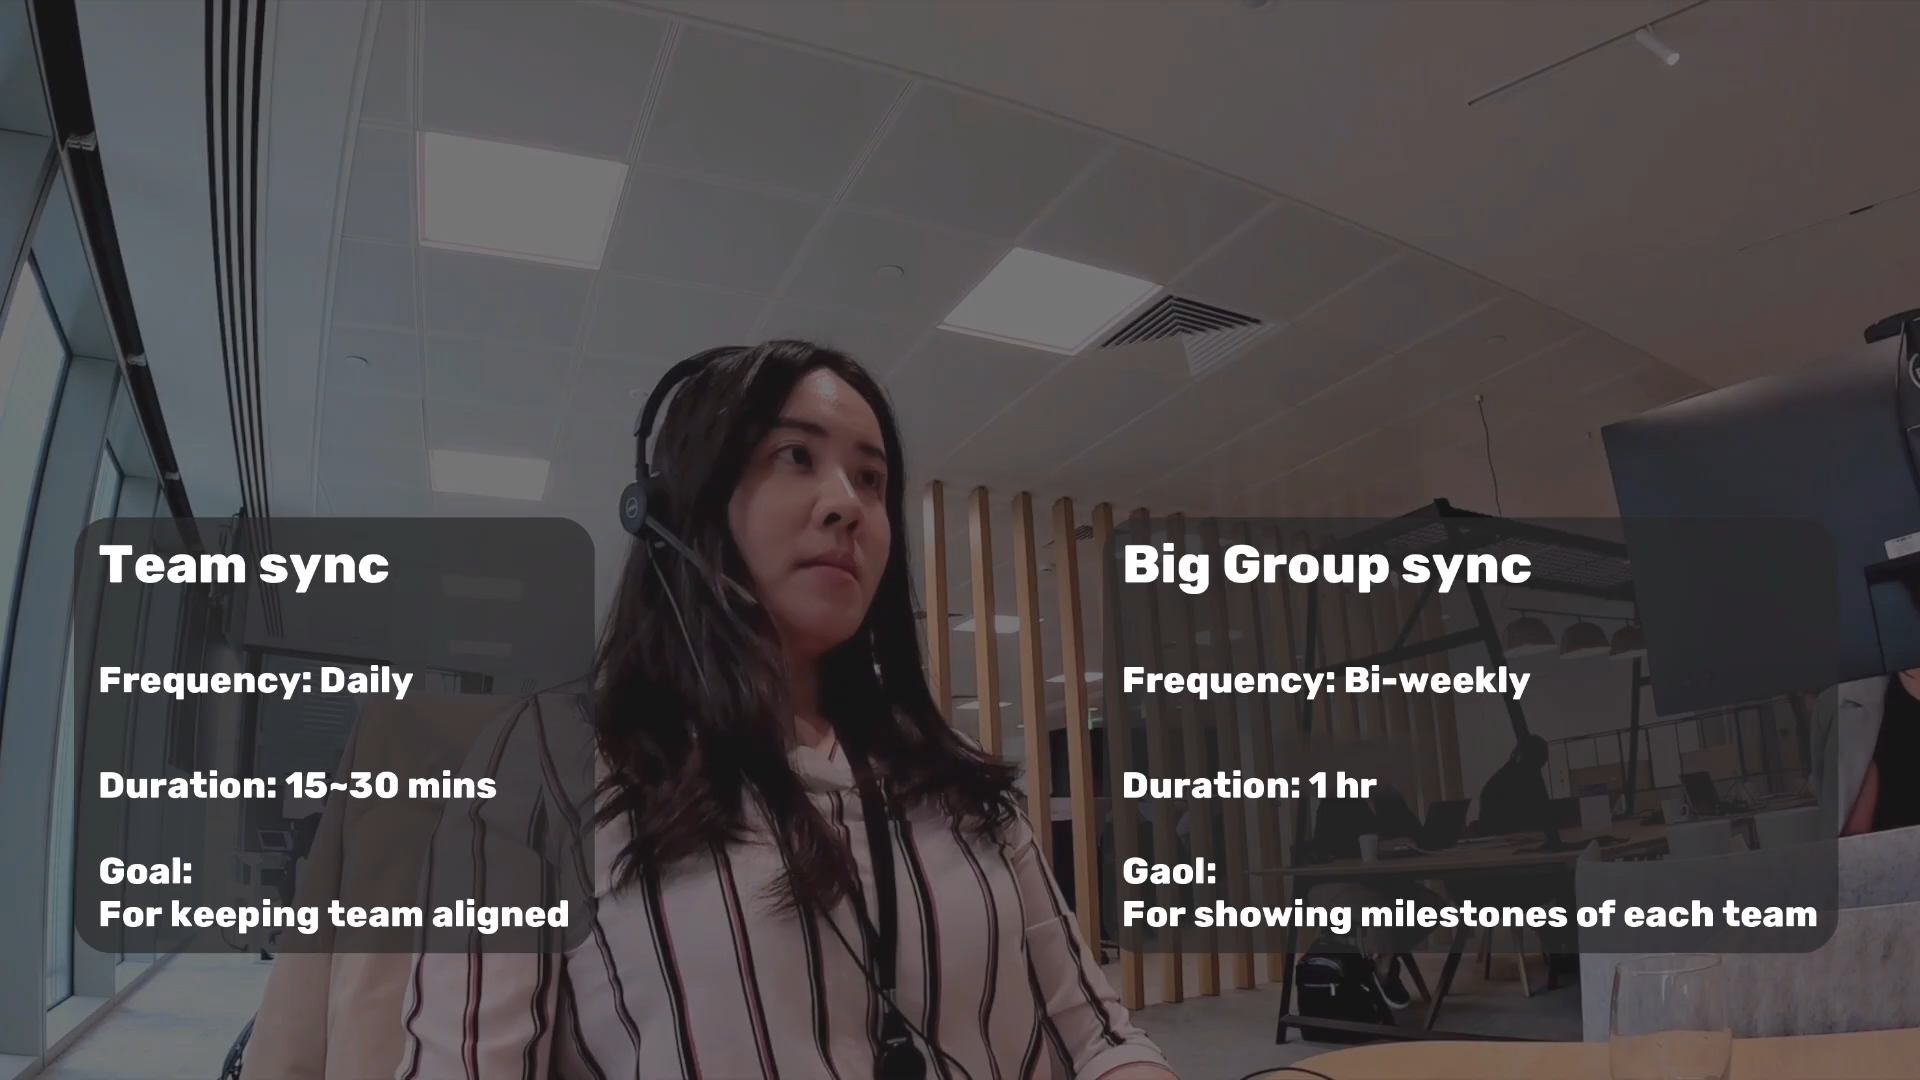 Team sync
Frequency: Daily
Duration: 15~30 mins
Goal:
For keeping team aligned
Big Group sync
Frequency: Bi-weekly
Duration: 1 hr
Gaol:
For showing milestones of each team